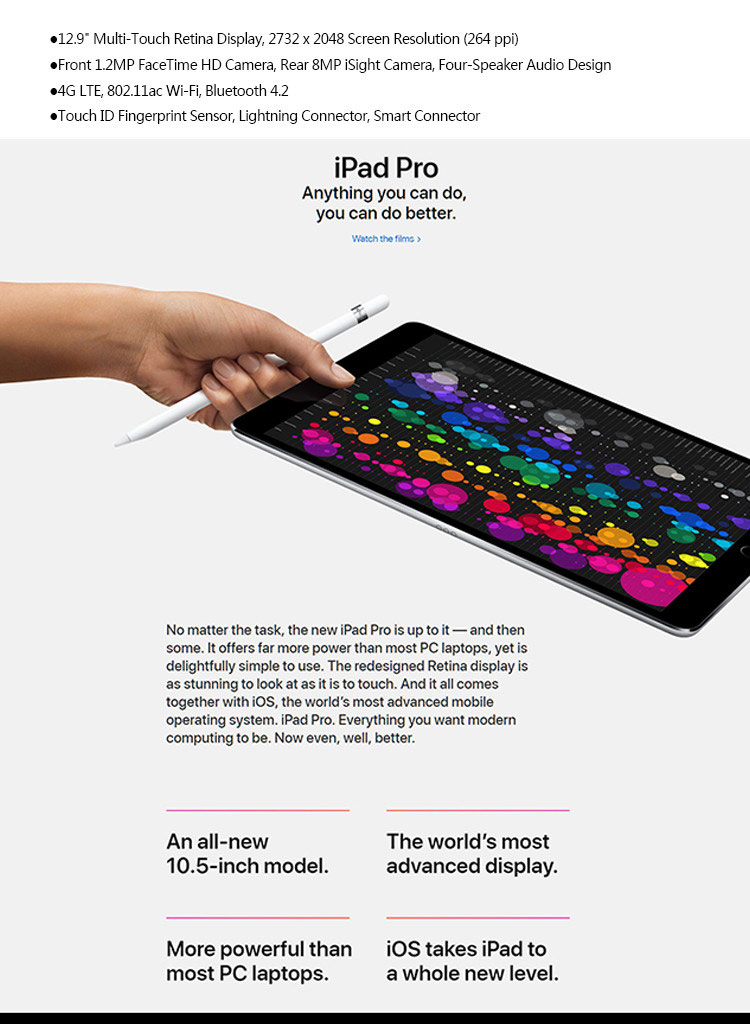 ●12.9" Multi-Touch Retina Display, 2732 x 2048 Screen Resolution (264 ppi)
●Front 1.2MP FaceTime HD Camera, Rear 8MP iSight Camera, Four-Speaker Audio Design
●4G LTE, 802.11ac Wi-Fi, Bluetooth 4.2
●Touch ID Fingerprint Sensor, Lightning Connector, Smart Connector
iPad Pro
Anything you can do,
you can do better.
Watch the films >
No matter the task, the new iPad Pro is up to it — and then
some. It offers far more power than most PC laptops, yet is
delightfully simple to use. The redesigned Retina display is
as stunning to look at as it is to touch. And it all comes
together with iOS, the world's most advanced mobile
operating system. iPad Pro. Everything you want modern
computing to be. Now even, well, better.
An all-new
10.5-inch model.
The world's most
advanced display.
More powerful than
most PC laptops.
iOS takes iPad to
a whole new level.